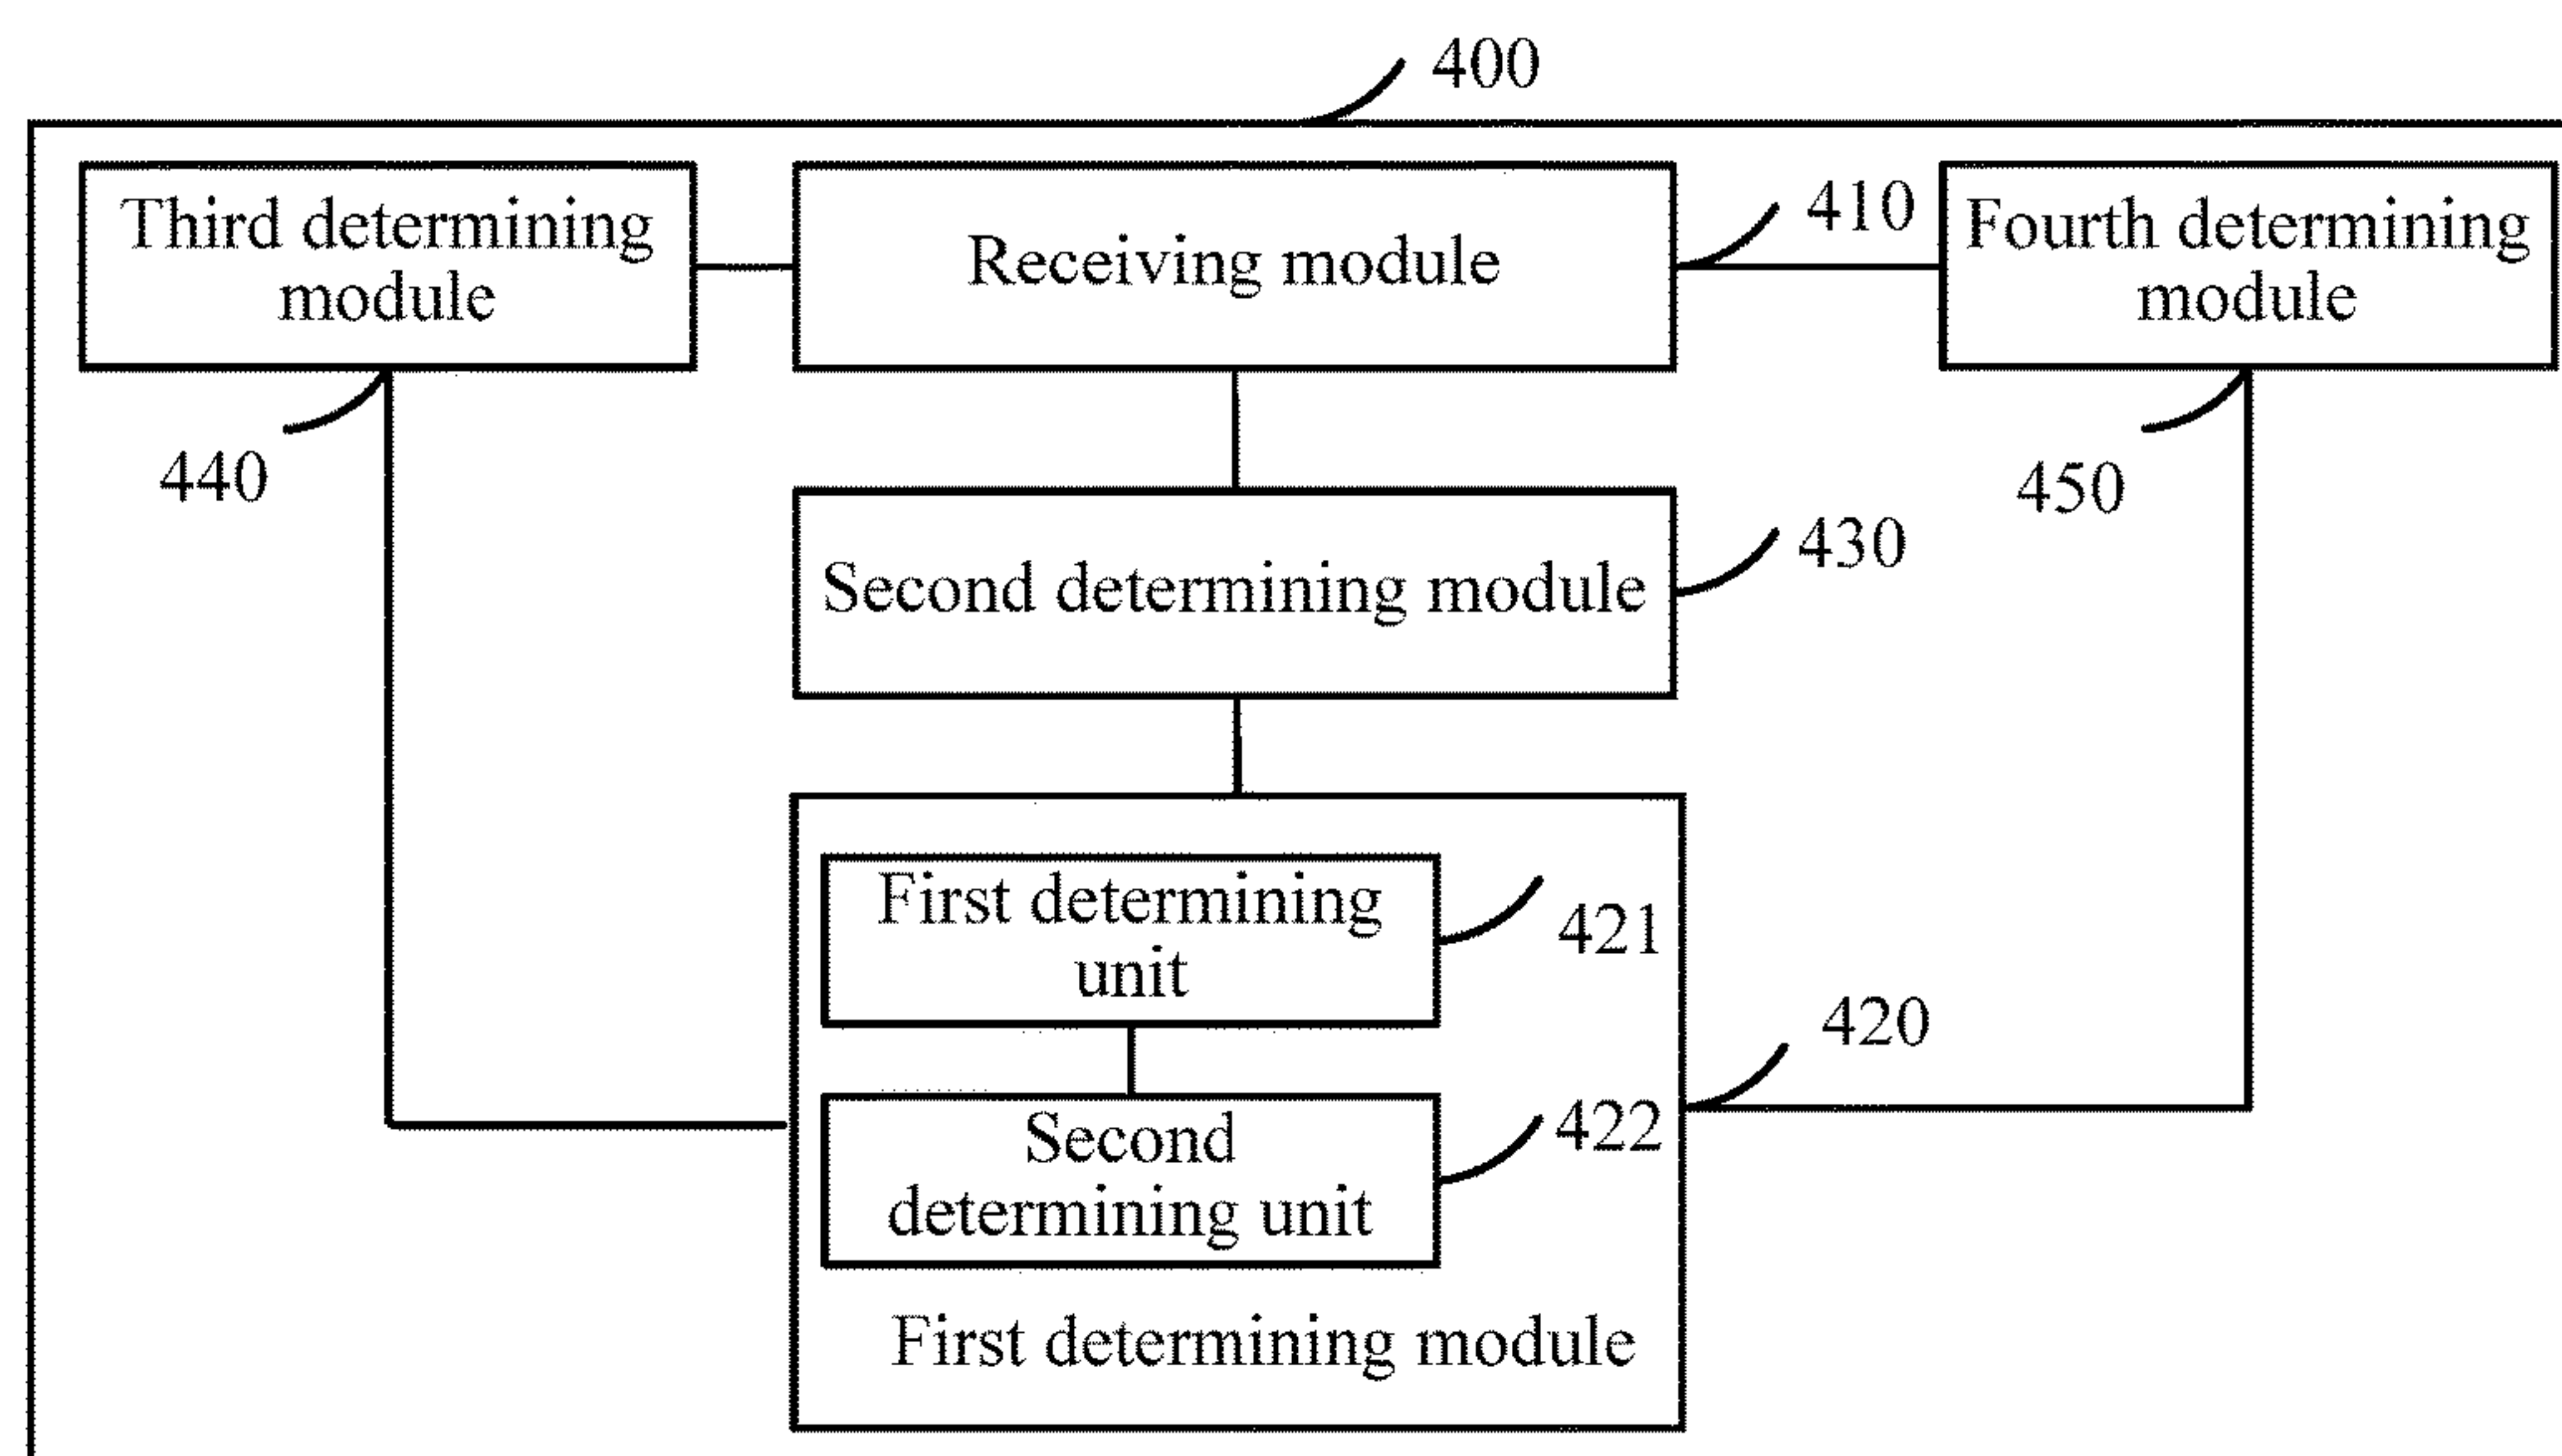 400
Third determining
module
Receiving module
410
Fourth determining
module
440
450
Second determining module
430
First determining
unit
421
420
Second
determining unit
422
First determining module